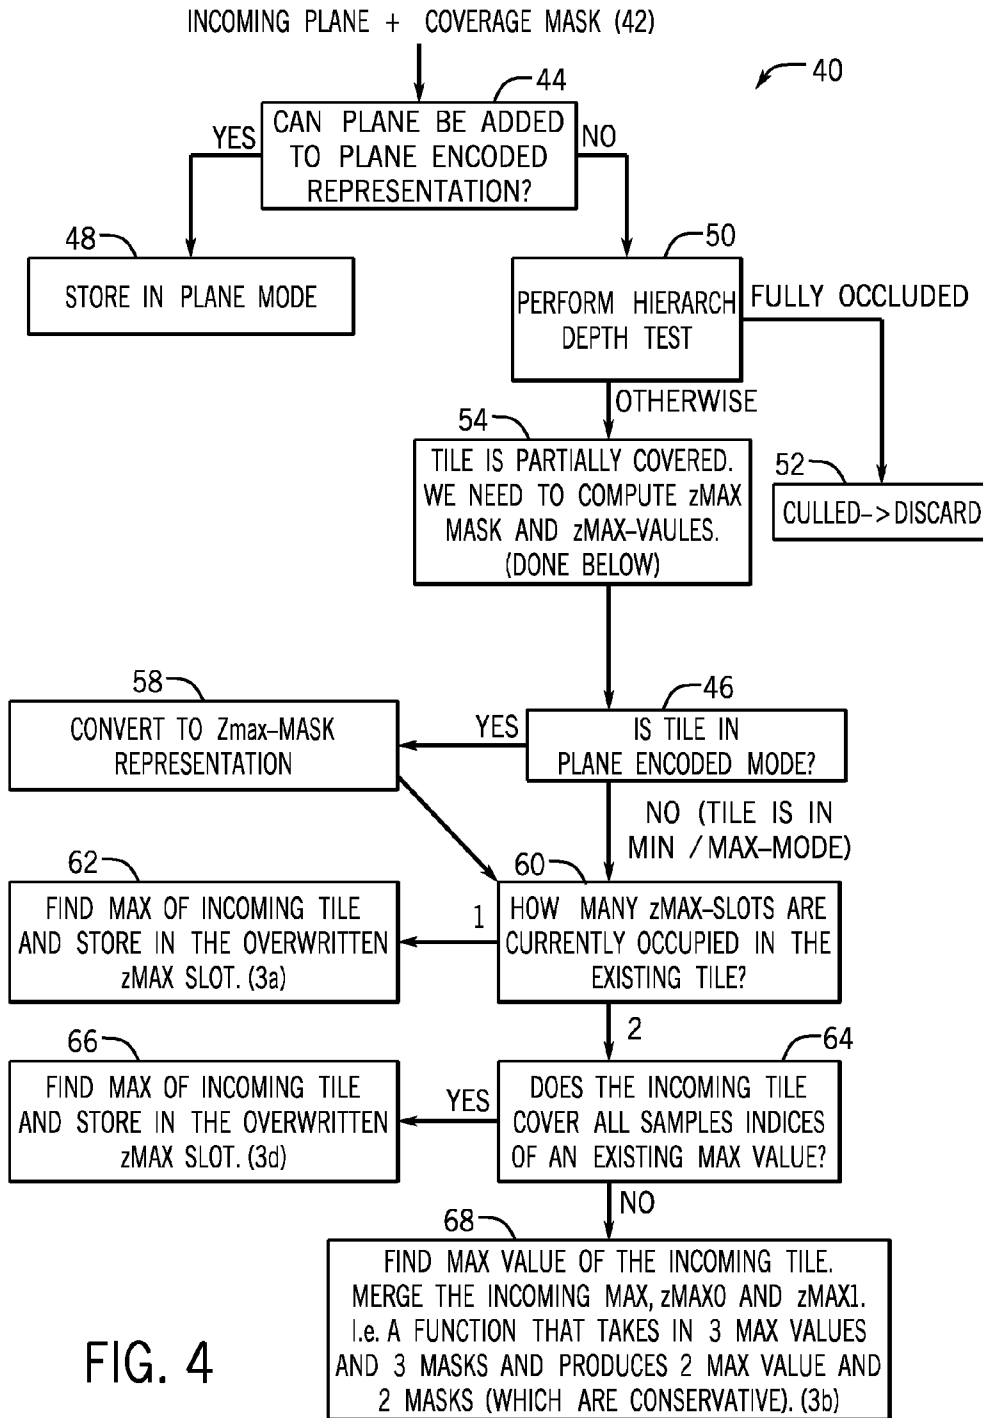 INCOMING PLANE + COVERAGE MASK (42)
40
44
CAN PLANE BE ADDED
TO PLANE ENCODED
REPRESENTATION?
YES
NO
48
STORE IN PLANE MODE
50
PERFORM HIERARCH
DEPTH TEST
FULLY OCCLUDED
OTHERWISE
52
CULLED->DISCARD
54
TILE IS PARTIALLY COVERED.
WE NEED TO COMPUTE zMAX
MASK AND zMAX-VAULES.
(DONE BELOW)
58
CONVERT TO Zmax-MASK
REPRESENTATION
YES
46
IS TILE IN
PLANE ENCODED MODE?
NO (TILE IS IN
MIN /MAX-MODE)
62
FIND MAX OF INCOMING TILE
AND STORE IN THE OVERWRITTEN
zMAX SLOT. (3a)
1
60
HOW MANY zMAX-SLOTS ARE
CURRENTLY OCCUPIED IN THE
EXISTING TILE?
2
66
FIND MAX OF INCOMING TILE
AND STORE IN THE OVERWRITTEN
zMAX SLOT. (3d)
YES
64
DOES THE INCOMING TILE
COVER ALL SAMPLES INDICES
OF AN EXISTING MAX VALUE?
NO
68
FIND MAX VALUE OF THE INCOMING TILE.
MERGE THE INCOMING MAX, zMAX0 AND zMAX1.
I.e. A FUNCTION THAT TAKES IN 3 MAX VALUES
AND 3 MASKS AND PRODUCES 2 MAX VALUE AND
2 MASKS (WHICH ARE CONSERVATIVE). (3b)
FIG. 4